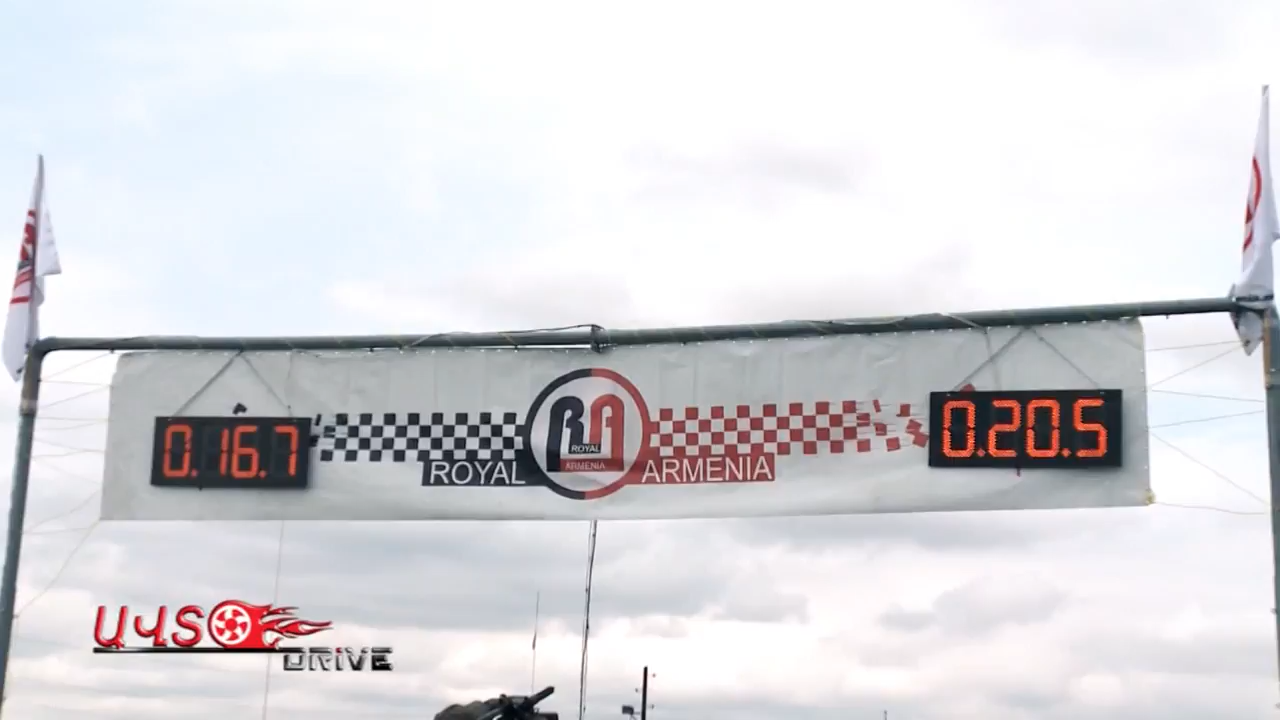 0.16.7
RA
ROYAL
ARMENIA
ROYAL ARMENIA
0.20.5
ԱՎՏՕ
DRIVE